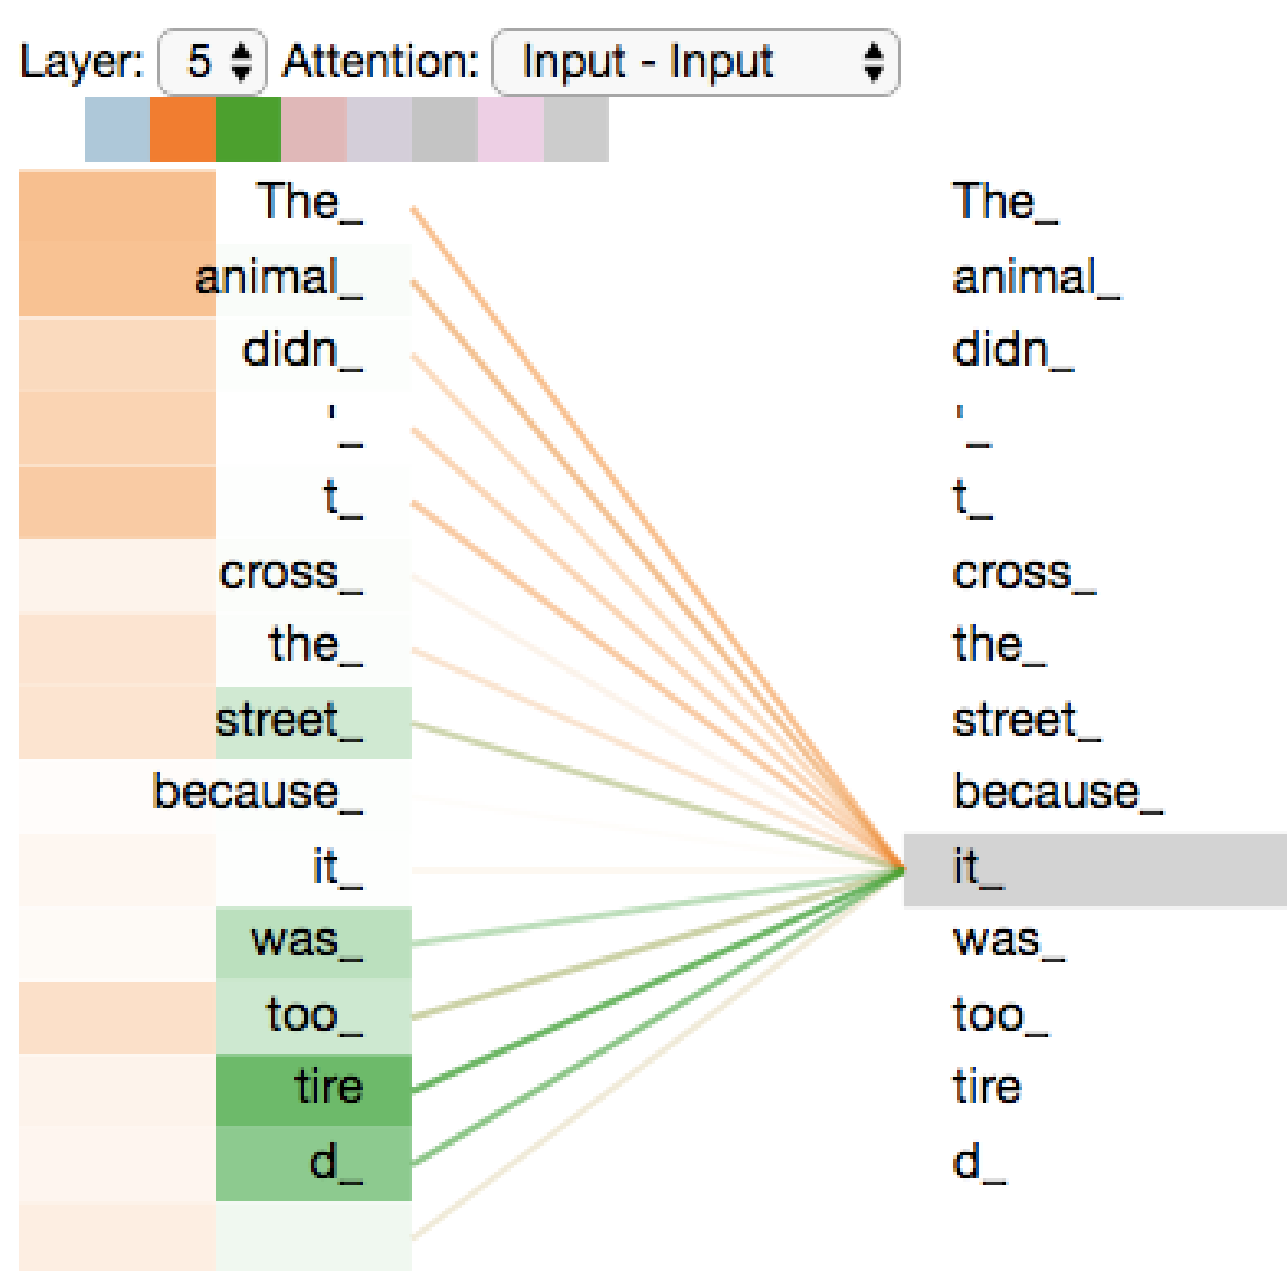 Layer: 5 Attention: Input - Input
The_ The_
animal_ animal_
didn_ didn_
'_ '_
t_ t_
cross_ cross_
the_ the_
street_ street_
because_ because_
it_ it_
was_ was_
too_ too_
tire tire
d_ d_